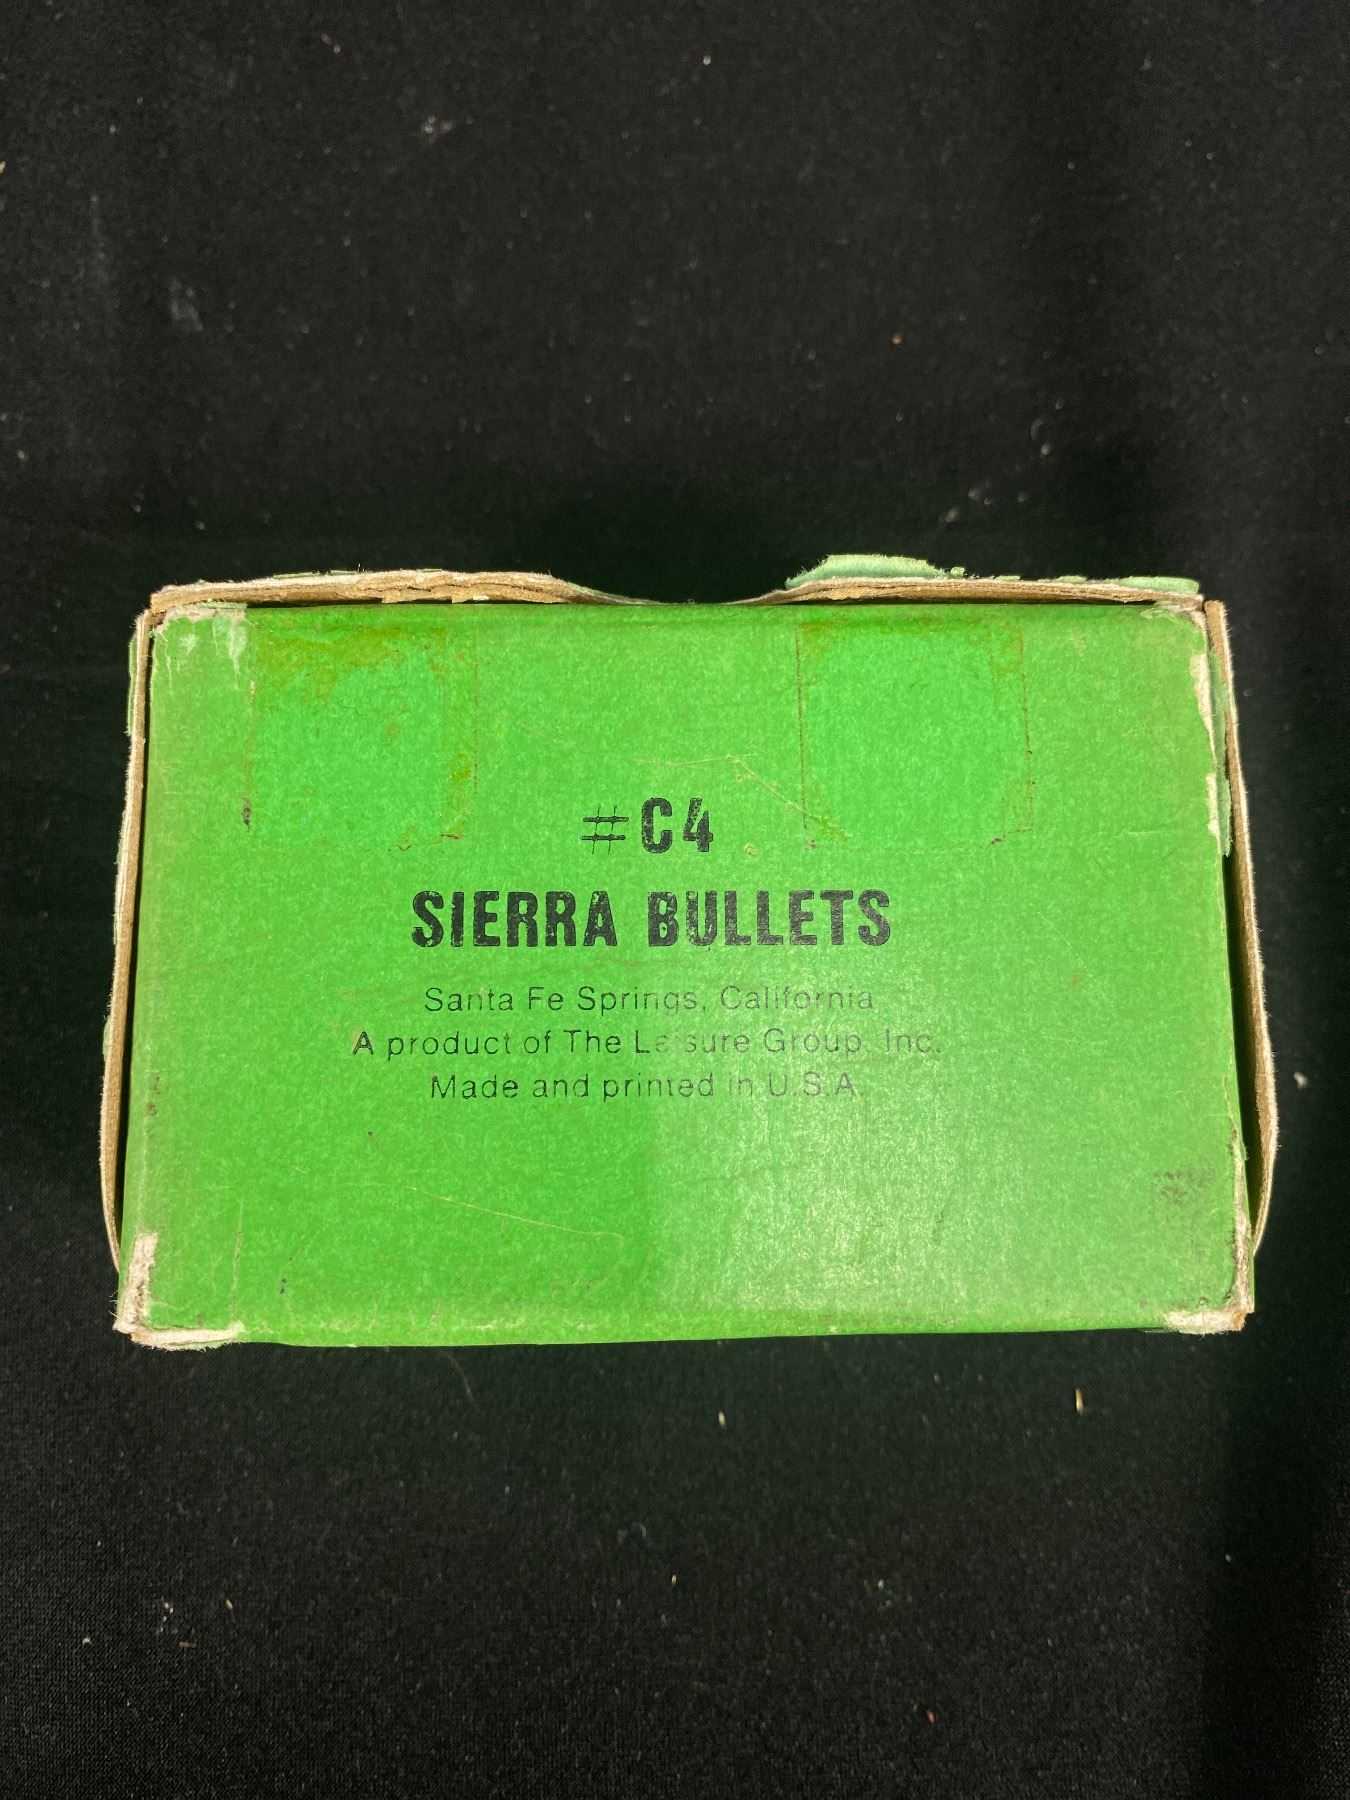 #C4
SIERRA BULLETS
Santa Fe Springs, California
A product of The Leisure Group, Inc.
Made and printed in U.S.A.